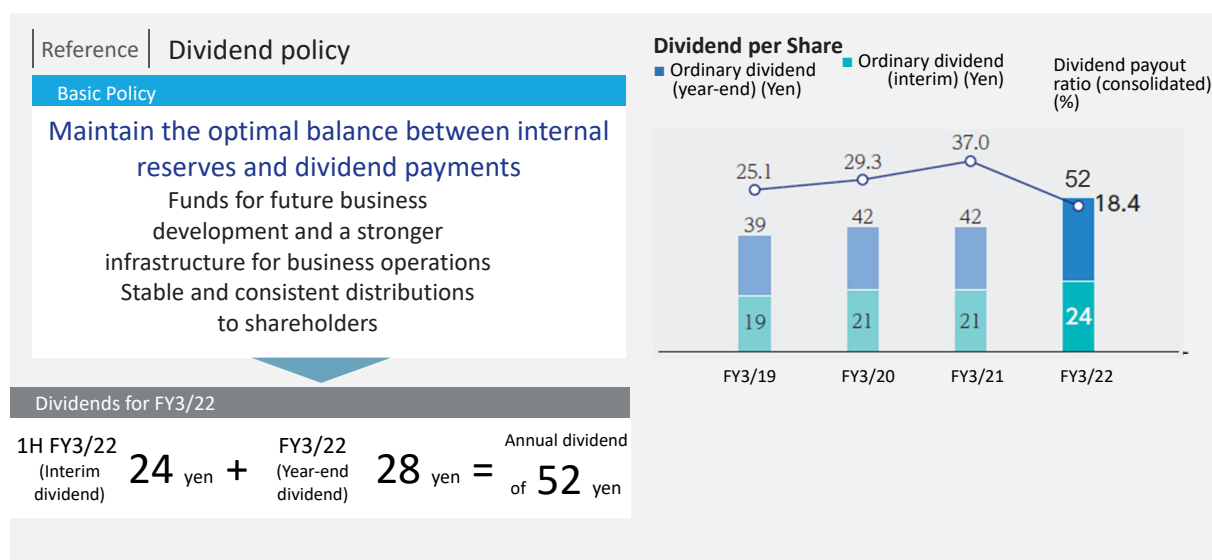 Reference Dividend policy
Basic Policy
Maintain the optimal balance between internal
reserves and dividend payments
Funds for future business
development and a stronger
infrastructure for business operations
Stable and consistent distributions
to shareholders
Dividends for FY3/22
1H FY3/22
(Interim
dividend)
24 yen +
FY3/22
(Year-end
dividend)
28 yen =
Annual dividend
of 52 yen
Dividend per Share
Ordinary dividend
(year-end) (Yen)
Ordinary dividend
(interim) (Yen)
Dividend payout
ratio (consolidated)
(%)
25.1 29.3 37.0 18.4
39 42 42 52
19 21 21 24
FY3/19 FY3/20 FY3/21 FY3/22